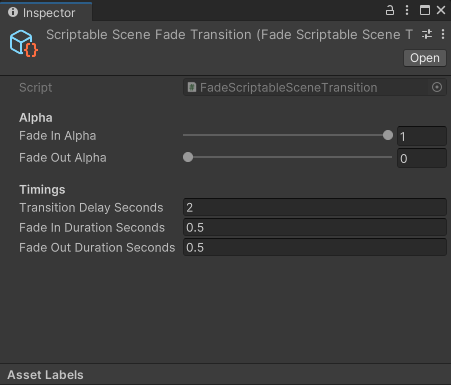 Inspector
Scriptable Scene Fade Transition (Fade Scriptable Scene T
Open
Script FadeScriptableSceneTransition
Alpha
Fade In Alpha 1
Fade Out Alpha 0
Timings
Transition Delay Seconds 2
Fade In Duration Seconds 0.5
Fade Out Duration Seconds 0.5
Asset Labels